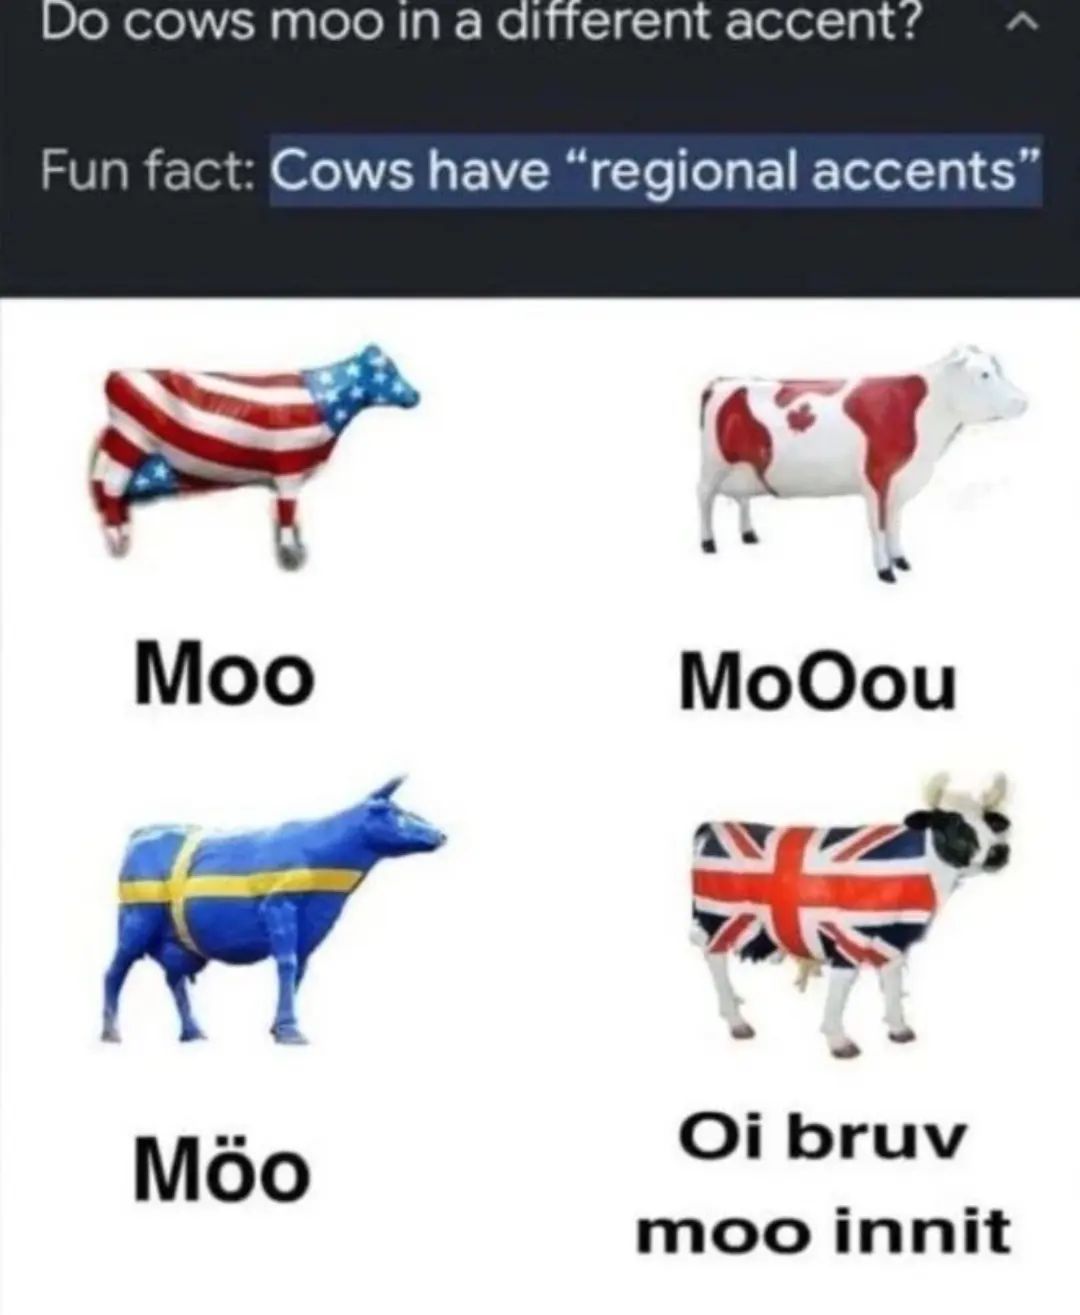 Do cows moo in a different accent?
Fun fact: Cows have “regional accents”
Moo
MoOou
Möo
Oi bruv
moo innit